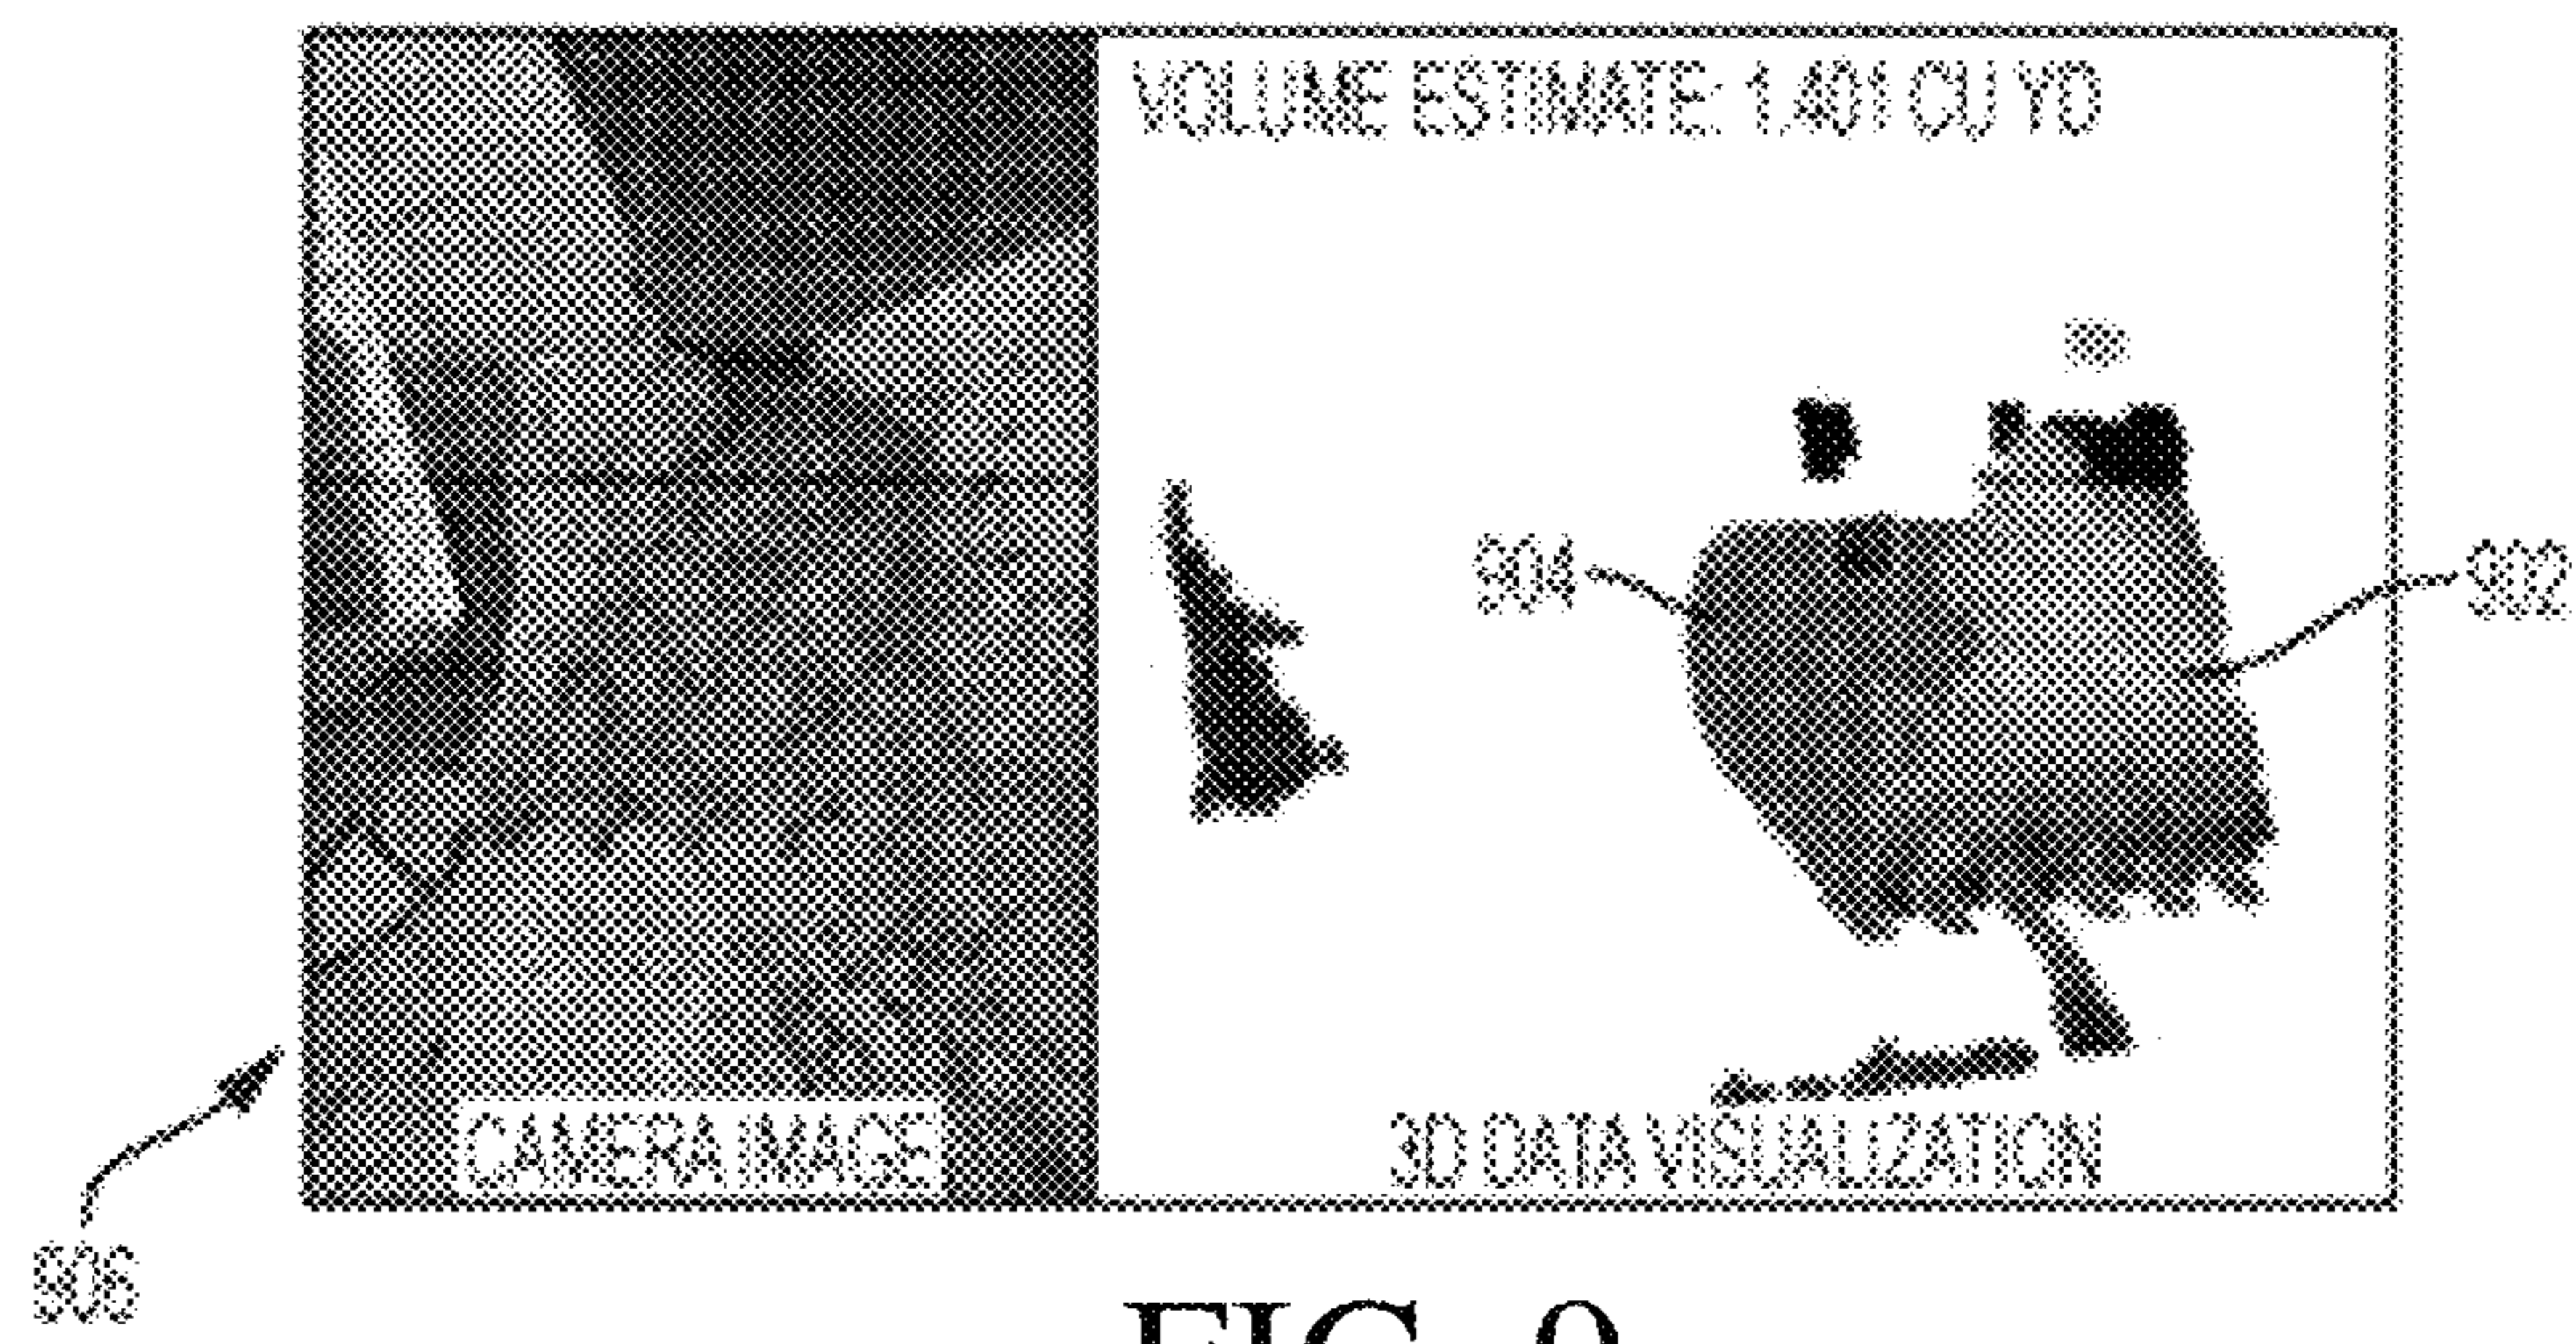 VOLUME ESTIMATE: 1.401 CU YD
904
902
CAMERA IMAGE
3D DATA VISUALIZATION
906
FIG. 9